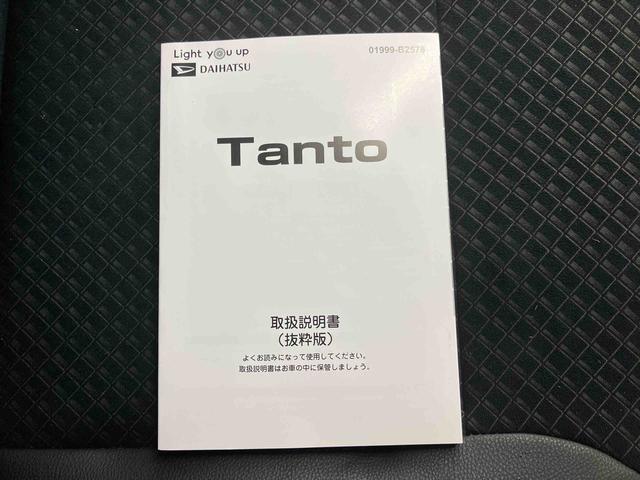 Light you up
01999-B2578
DAIHATSU
Tanto
取扱説明書
（抜粋版）
よくお読みになって使用してください。
取扱説明書はお車の中に保管しましょう。